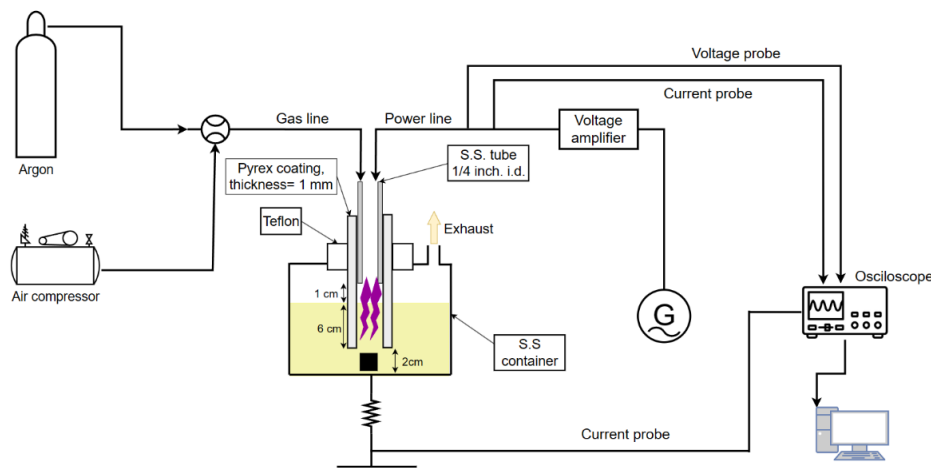 Voltage probe
Current probe
Gas line
Power line
Voltage
amplifier
Argon
Pyrex coating,
thickness= 1 mm
S.S. tube
1/4 inch. i.d.
Teflon
Exhaust
Osciloscope
Air compressor
1 cm
6 cm
G
S.S
container
2cm
Current probe